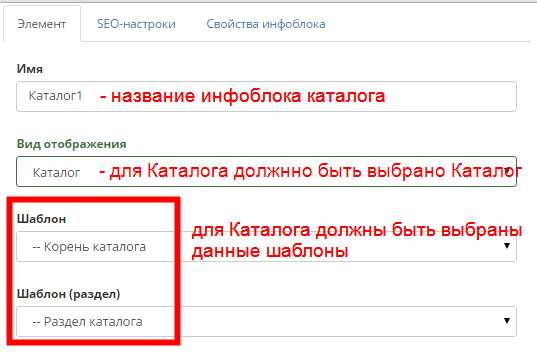 Элемент SEO-настроки Свойства инфоблока
Имя
Каталог1 - название инфоблока каталога
Вид отображения
Каталог - для Каталога должнно быть выбрано Каталог
Шаблон
для Каталога должны быть выбраны
-- Корень каталога данные шаблоны
Шаблон (раздел)
-- Раздел каталога